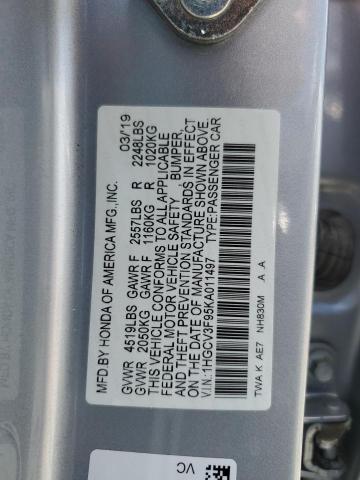 MFD BY HONDA OF AMERICA MFG.,INC. 03/19
GVWR 4519LBS GAWR F 2557LBS R 2248LBS
GVWR 2050KG GAWR F 1160KG R 1020KG
THIS VEHICLE CONFORMS TO ALL APPLICABLE
FEDERAL MOTOR VEHICLE SAFETY, BUMPER,
AND THEFT PREVENTION STANDARDS IN EFFECT
ON THE DATE OF MANUFACTURE SHOWN ABOVE.
V.I.N.:1HGCV3F95KA011497 TYPE:PASSENGER CAR
TWA K AE7 NH830M A A
VC